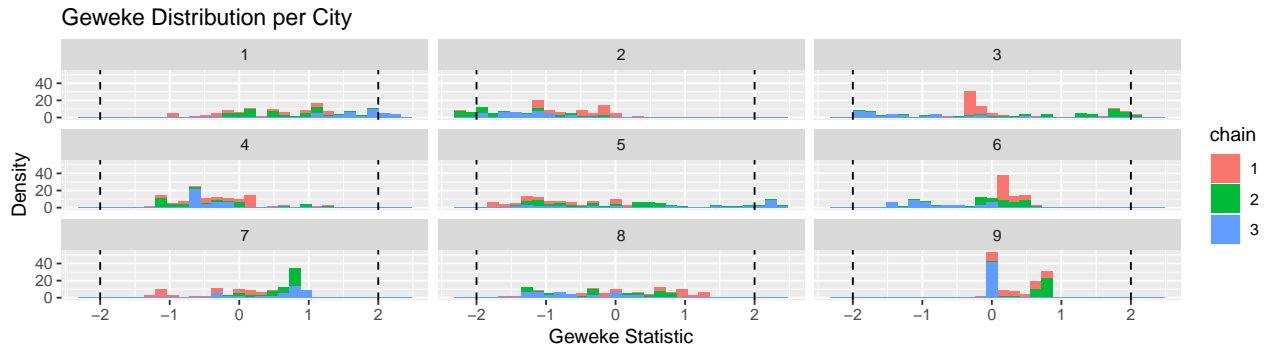 Geweke Distribution per City
1 2 3
40
20
0
4 5 6
40
20
0
7 8 9
40
20
0
−2 −1 0 1 2 −2 −1 0 1 2 −2 −1 0 1 2
Geweke Statistic
Density
chain
1
2
3